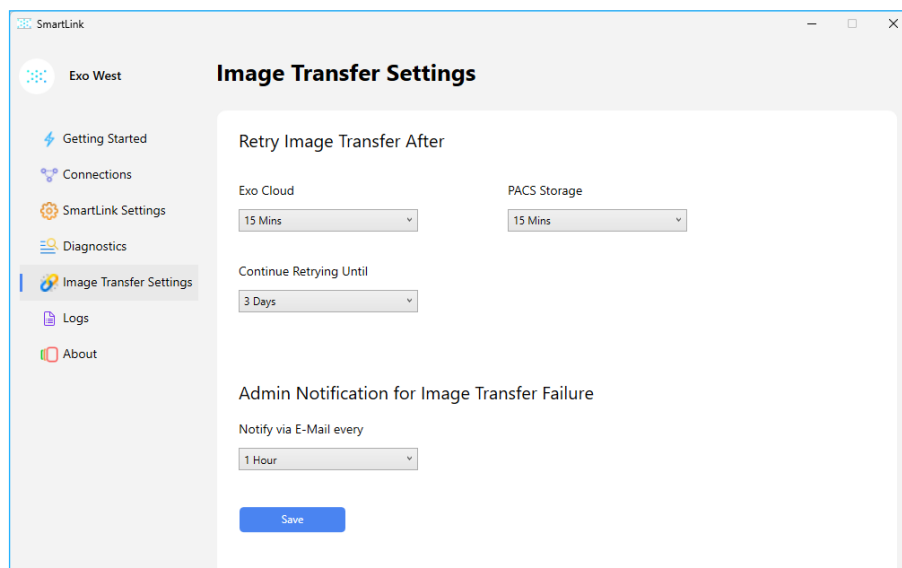 SmartLink
Exo West
Image Transfer Settings
Getting Started
Connections
SmartLink Settings
Diagnostics
Image Transfer Settings
Logs
About
Retry Image Transfer After
Exo Cloud
PACS Storage
15 Mins
15 Mins
Continue Retrying Until
3 Days
Admin Notification for Image Transfer Failure
Notify via E-Mail every
1 Hour
Save